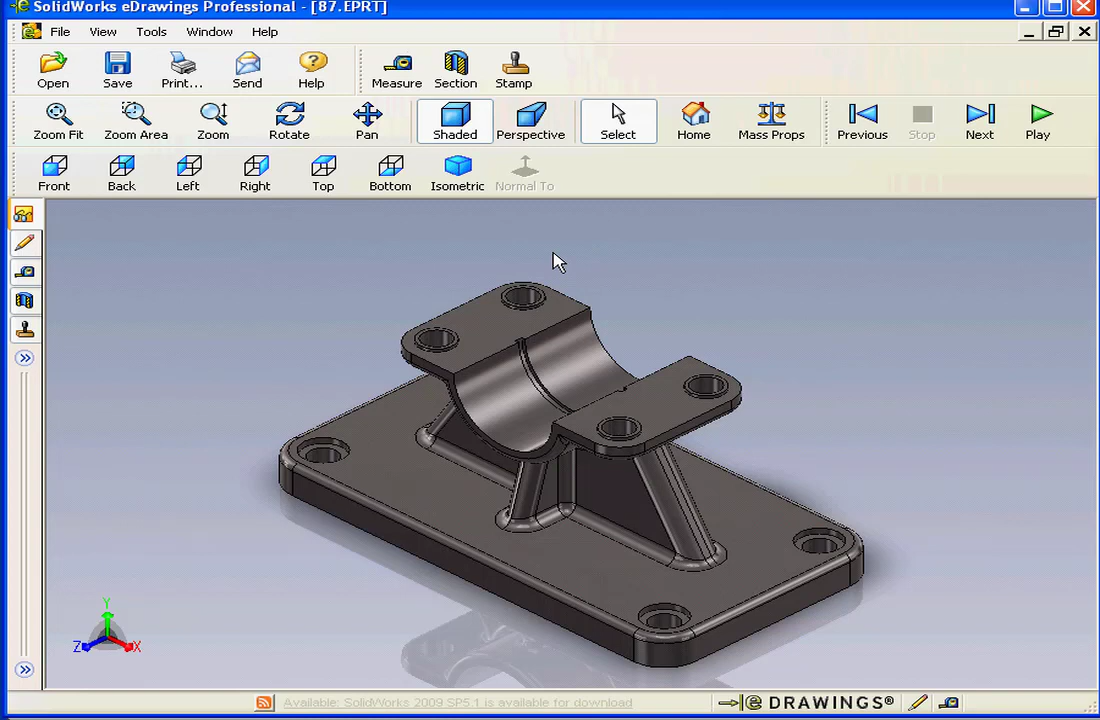 SolidWorks eDrawings Professional - [87.EPRT]
File View Tools Window Help
Open Save Print... Send Help Measure Section Stamp
Zoom Fit Zoom Area Zoom Rotate Pan Shaded Perspective Select Home Mass Props Previous Stop Next Play
Front Back Left Right Top Bottom Isometric Normal To
Y
Z X
Available: SolidWorks 2009 SP5.1 is available for download
e DRAWINGS®